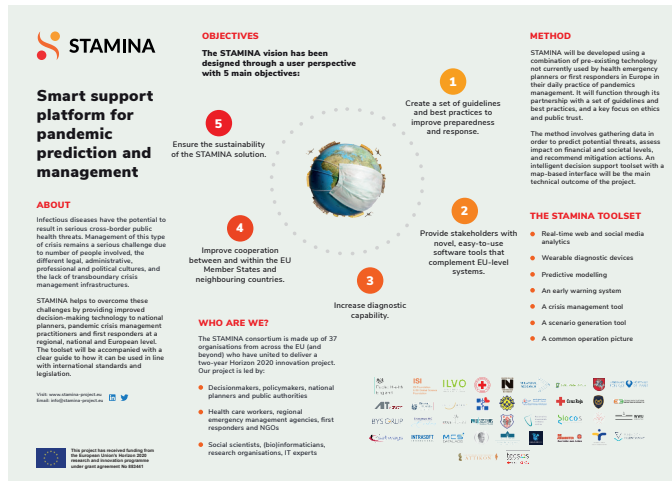 STAMINA
Smart support
platform for
pandemic
prediction and
management
ABOUT
Infectious diseases have the potential to
result in serious cross-border public
health threats. Management of this type
of crisis remains a serious challenge due
to number of people involved, the
different legal, administrative,
professional and political cultures, and
the lack of transboundary crisis
management infrastructures.
STAMINA helps to overcome these
challenges by providing improved
decision-making technology to national
planners, pandemic crisis management
practitioners and first responders at a
regional, national and European level.
The toolset will be accompanied with a
clear guide to how it can be used in line
with international standards and
legislation.
Visit: www.stamina-project.eu
Email: info@stamina-project.eu
This project has received funding from
the European Union's Horizon 2020
research and innovation programme
under grant agreement No 883441
OBJECTIVES
The STAMINA vision has been
designed through a user perspective
with 5 main objectives:
1
Create a set of guidelines
and best practices to
improve preparedness
and response.
2
Provide stakeholders with
novel, easy-to-use
software tools that
complement EU-level
systems.
3
Increase diagnostic
capability.
4
Improve cooperation
between and within the EU
Member States and
neighbouring countries.
5
Ensure the sustainability
of the STAMINA solution.
WHO ARE WE?
The STAMINA consortium is made up of 37
organisations from across the EU (and
beyond) who have united to deliver a
two-year Horizon 2020 innovation project.
Our project is led by:
Decisionmakers, policymakers, national
planners and public authorities
Health care workers, regional
emergency management agencies, first
responders and NGOs
Social scientists, (bio)informaticians,
research organisations, IT experts
METHOD
STAMINA will be developed using a
combination of pre-existing technology
not currently used by health emergency
planners or first responders in Europe in
their daily practice of pandemics
management. It will function through its
partnership with a set of guidelines and
best practices, and a key focus on ethics
and public trust.
The method involves gathering data in
order to predict potential threats, assess
impact on financial and societal levels,
and recommend mitigation actions. An
intelligent decision support toolset with a
map-based interface will be the main
technical outcome of the project.
THE STAMINA TOOLSET
Real-time web and social media
analytics
Wearable diagnostic devices
Predictive modelling
An early warning system
A crisis management tool
A scenario generation tool
A common operation picture
ISI
ILVO
N
AIT
Cruz Roja
INTRASOFT